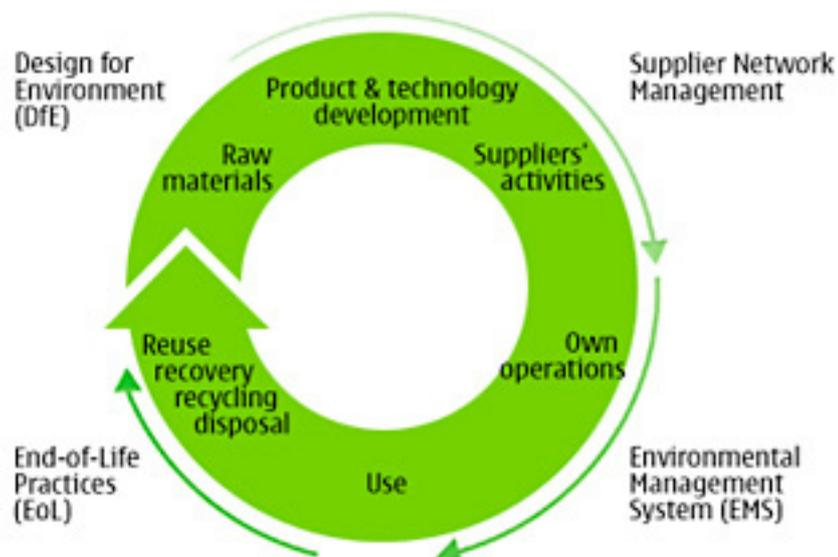 Design for
Environment
(DfE)
Product & technology
development
Supplier Network
Management
Raw
materials
Suppliers'
activities
Own
operations
Reuse
recovery
recycling
disposal
Use
End-of-Life
Practices
(EoL)
Environmental
Management
System (EMS)